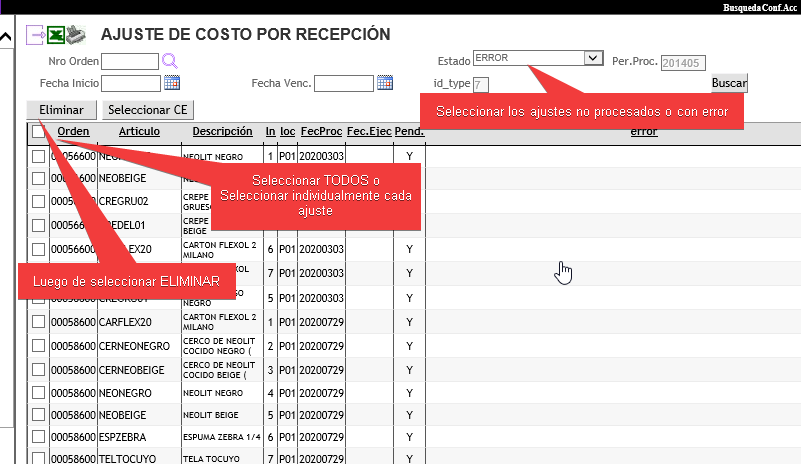 BusquedaConf.Acc
AJUSTE DE COSTO POR RECEPCIÓN
Nro Orden
Estado ERROR Per.Proc. 201405
Fecha Inicio Fecha Venc. id_type 7 Buscar
Eliminar Seleccionar CE
Seleccionar los ajustes no procesados o con error
Orden Articulo Descripción ln loc FecProc Fec.Ejec Pend. error
00056600 NEOLIT NEGRO 1 P01 20200303 Y
00056600 NEOBEIGE
Seleccionar TODOS o
Seleccionar individualmente cada
ajuste
CREGRU02 CREPE
GRUES
CREPE
BEIGE
CARTON FLEXOL 2
MILANO
6 P01 20200303 Y
7 P01 20200303 Y
Luego de seleccionar ELIMINAR
NEGRO 5 P01 20200303 Y
00058600 CARFLEX20 CARTON FLEXOL 2
MILANO 1 P01 20200729 Y
00058600 CERNEONEGRO CERCO DE NEOLIT
COCIDO NEGRO ( 2 P01 20200729 Y
00058600 CERNEOBEIGE CERCO DE NEOLIT
COCIDO BEIGE ( 3 P01 20200729 Y
00058600 NEONEGRO NEOLIT NEGRO 4 P01 20200729 Y
00058600 NEOBEIGE NEOLIT BEIGE 5 P01 20200729 Y
00058600 ESPZEBRA ESPUMA ZEBRA 1/4 6 P01 20200729 Y
00058600 TELTOCUYO TELA TOCUYO 7 P01 20200729 Y